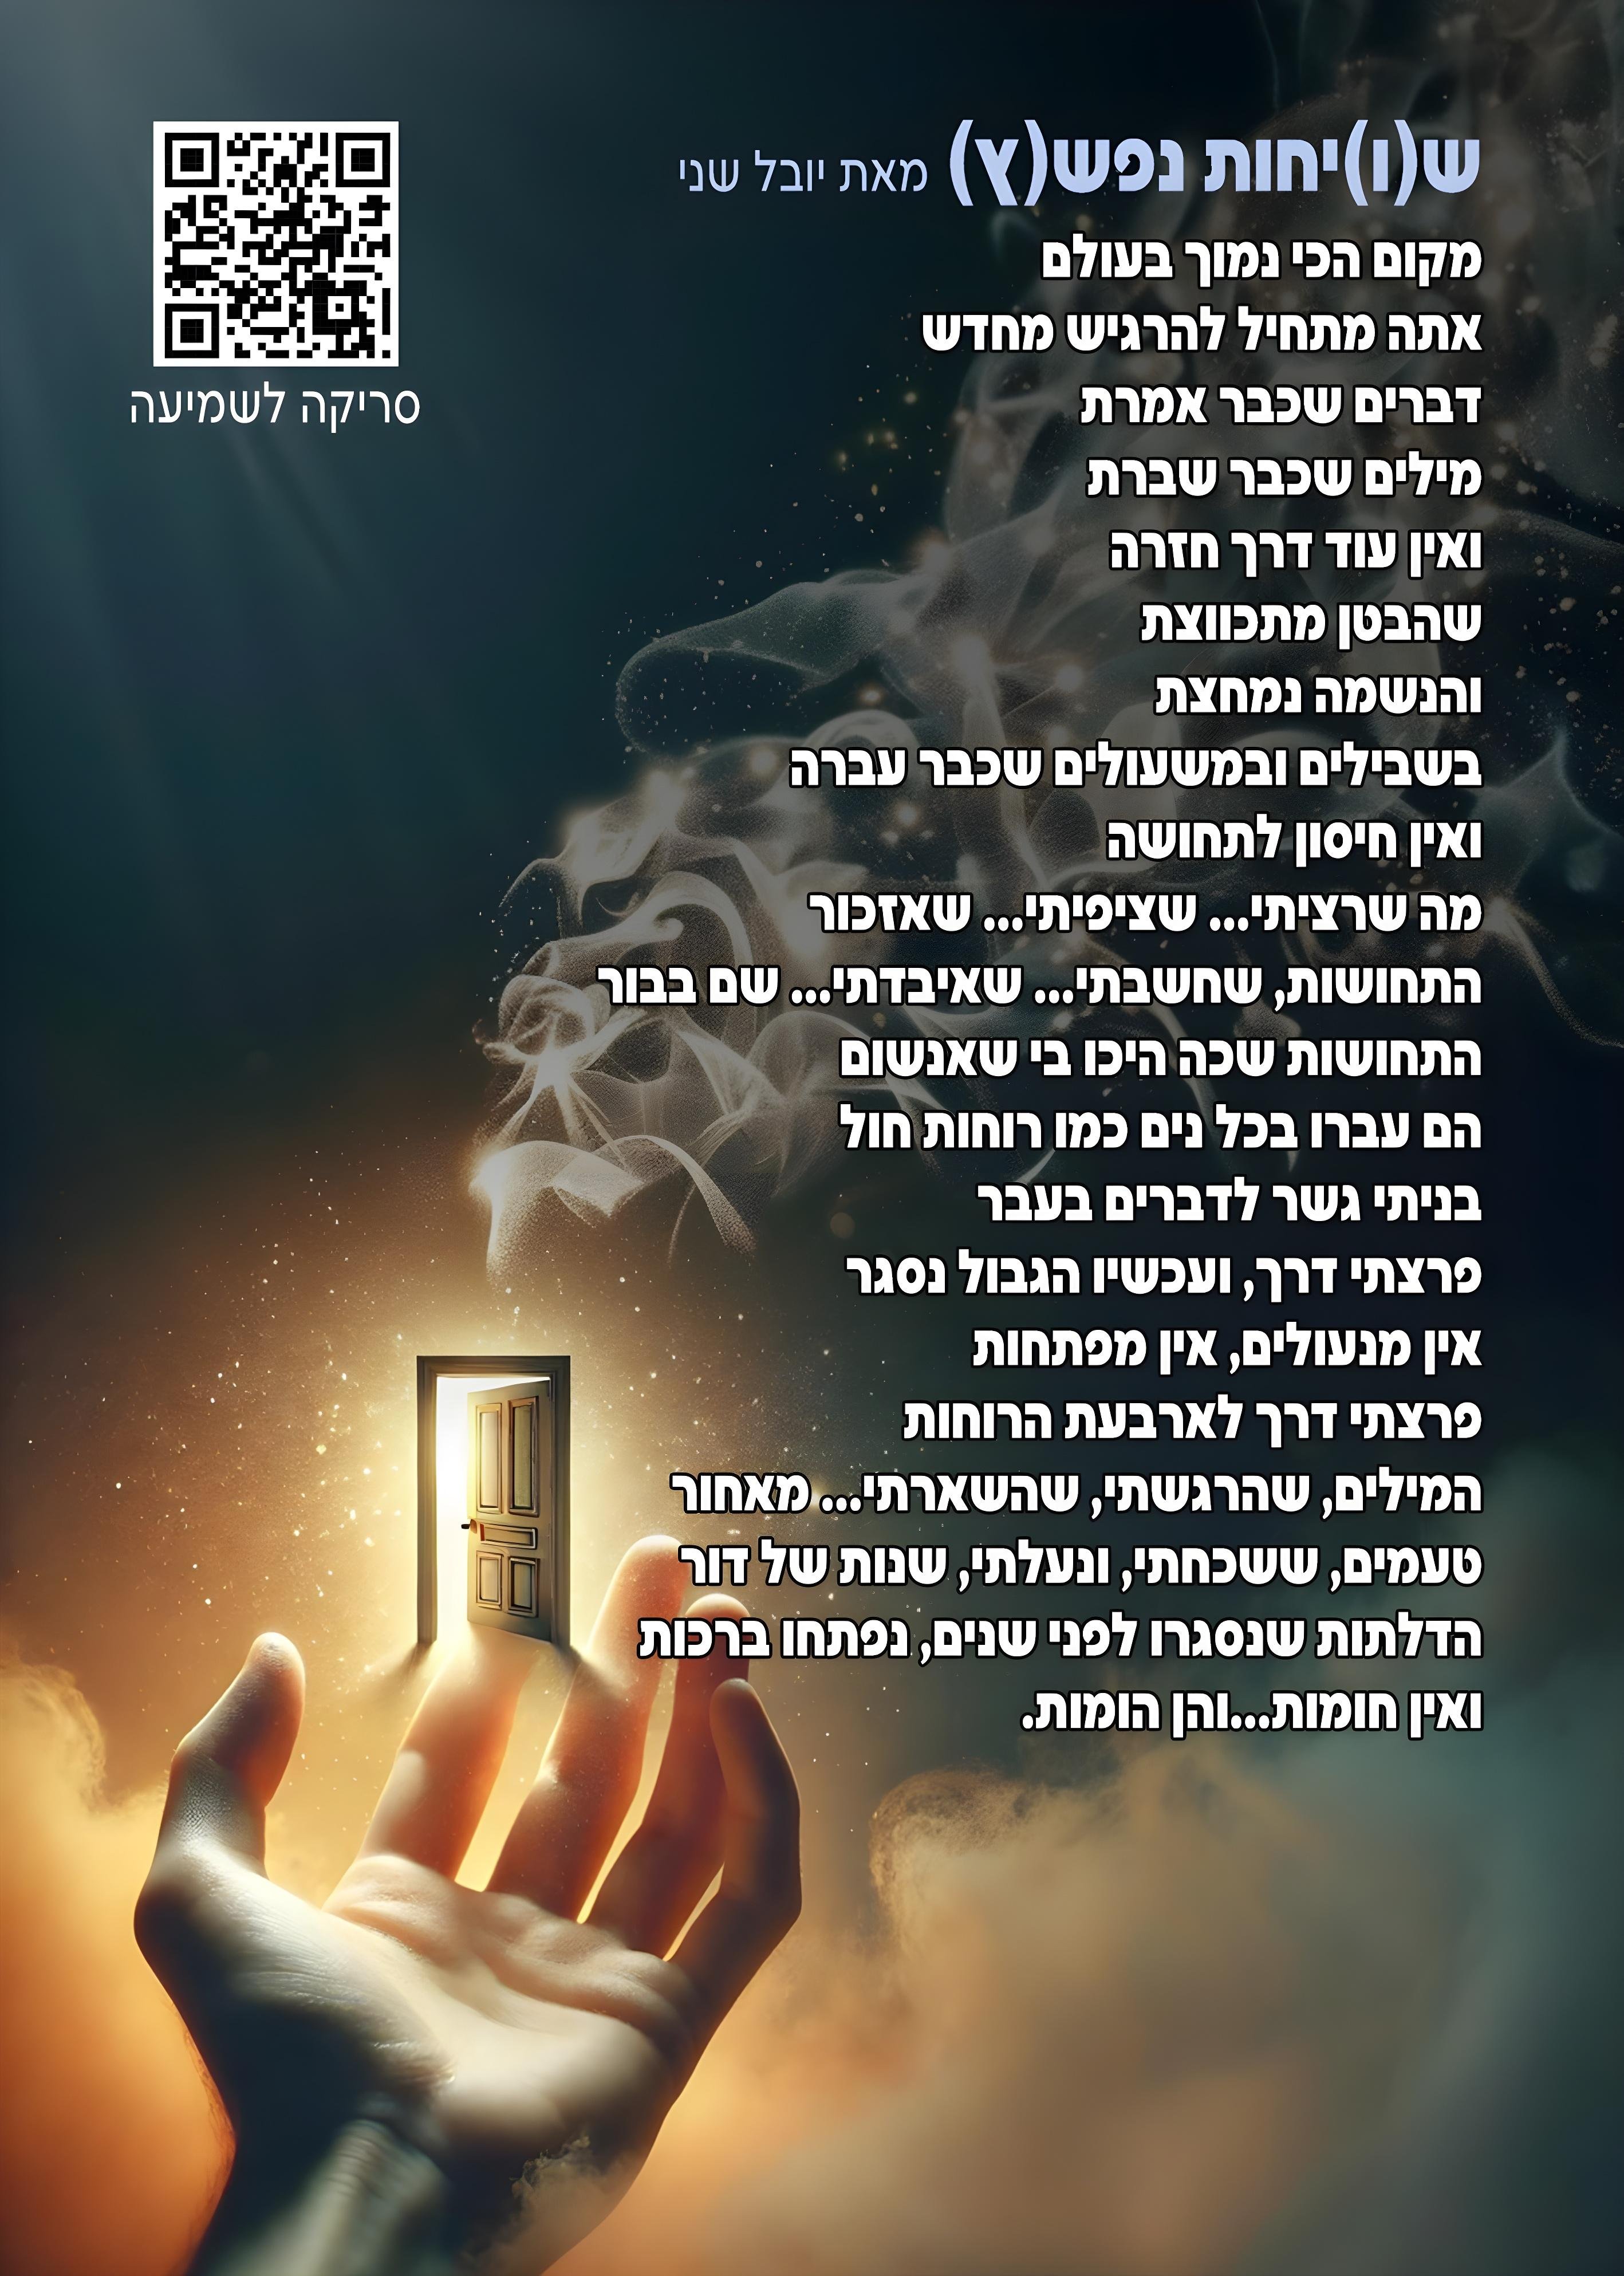 ש(ו)יחות נפש(ץ) מאת יובל שני
מקום הכי נמוך בעולם
אתה מתחיל להרגיש מחדש
דברים שכבר אמרת
מילים שכבר שברת
ואין עוד דרך חזרה
שהבטן מתכווצת
והנשמה נמחצת
בשבילים ובמשעולים שכבר עברה
ואין חיסון לתחושה
מה שרציתי... שציפיתי... שאזכור
התחושות, שחשבתי... שאיבדתי... שם בבור
התחושות שכה היכו בי שאנשום
הם עברו בכל נים כמו רוחות חול
בניתי גשר לדברים בעבר
פרצתי דרך, ועכשיו הגבול נסגר
אין מנעולים, אין מפתחות
פרצתי דרך לארבעת הרוחות
המילים, שהרגשתי, שהשארתי... מאחור
טעמים, ששכחתי, ונעלתי, שנות של דור
הדלתות שנסגרו לפני שנים, נפתחו ברכות
ואין חומות...והן הומות.
סריקה לשמיעה